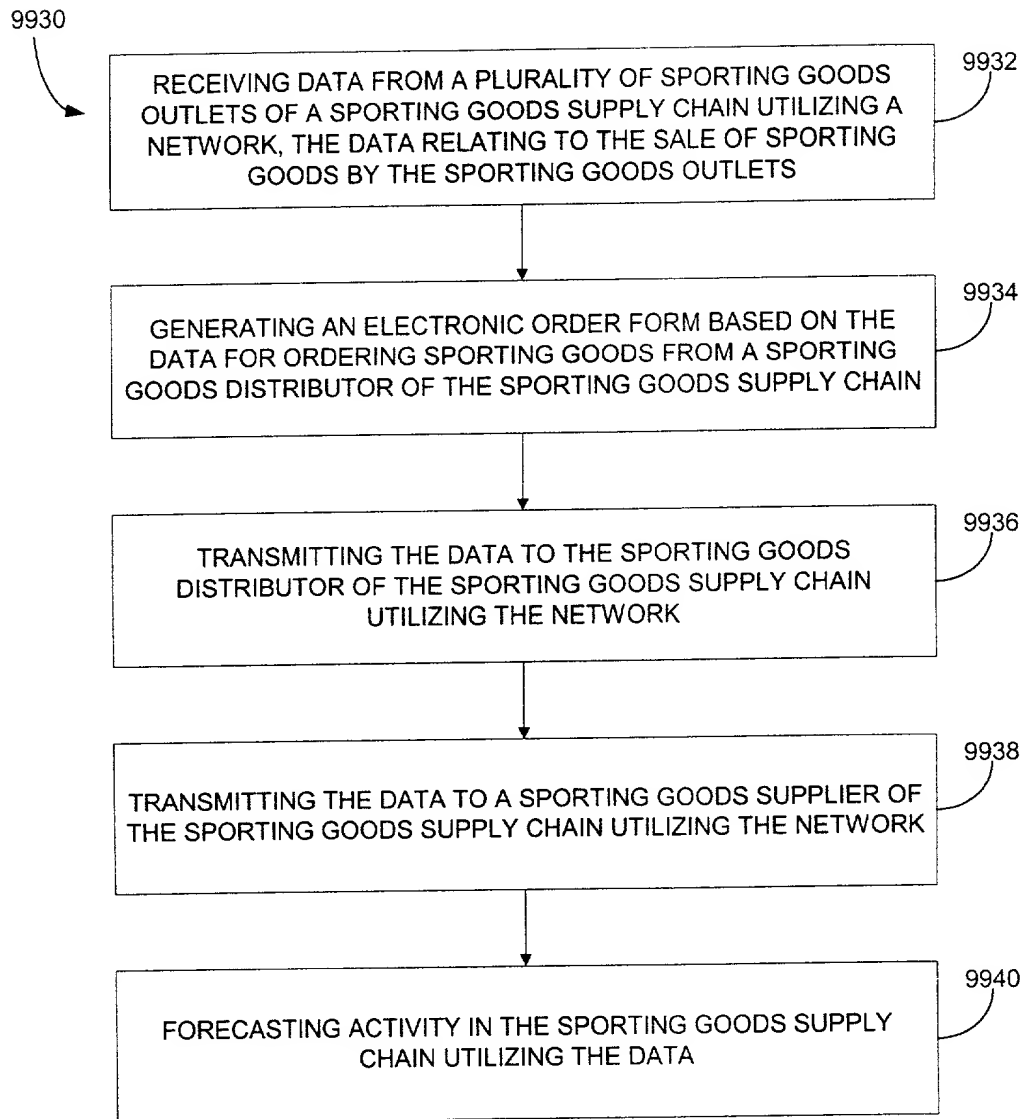 9930
9932
RECEIVING DATA FROM A PLURALITY OF SPORTING GOODS
OUTLETS OF A SPORTING GOODS SUPPLY CHAIN UTILIZING A
NETWORK, THE DATA RELATING TO THE SALE OF SPORTING
GOODS BY THE SPORTING GOODS OUTLETS
9934
GENERATING AN ELECTRONIC ORDER FORM BASED ON THE
DATA FOR ORDERING SPORTING GOODS FROM A SPORTING
GOODS DISTRIBUTOR OF THE SPORTING GOODS SUPPLY CHAIN
9936
TRANSMITTING THE DATA TO THE SPORTING GOODS
DISTRIBUTOR OF THE SPORTING GOODS SUPPLY CHAIN
UTILIZING THE NETWORK
9938
TRANSMITTING THE DATA TO A SPORTING GOODS SUPPLIER OF
THE SPORTING GOODS SUPPLY CHAIN UTILIZING THE NETWORK
9940
FORECASTING ACTIVITY IN THE SPORTING GOODS SUPPLY
CHAIN UTILIZING THE DATA